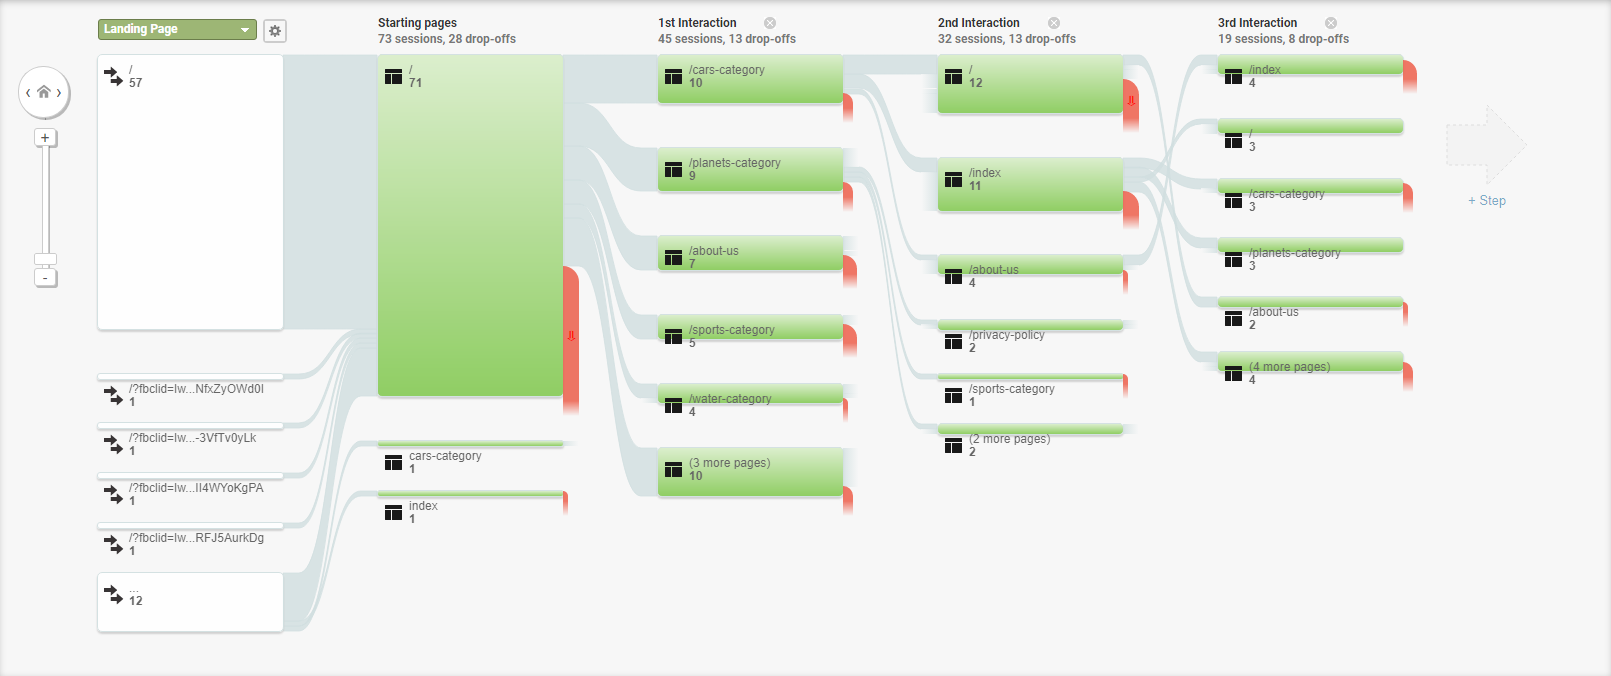 Landing Page
Starting pages
73 sessions, 28 drop-offs
1st Interaction
45 sessions, 13 drop-offs
2nd Interaction
32 sessions, 13 drop-offs
3rd Interaction
19 sessions, 8 drop-offs
/
57
/?fbclid=Iw...NfxZyOWd0I
1
/?fbclid=Iw...-3VfTv0yLk
1
/?fbclid=Iw...II4WYoKgPA
1
/?fbclid=Iw...RFJ5AurkDg
1
...
12
/
71
cars-category
1
index
1
/cars-category
10
/planets-category
9
/about-us
7
/sports-category
5
/water-category
4
(3 more pages)
10
/
12
/index
11
/about-us
4
/privacy-policy
2
/sports-category
1
(2 more pages)
2
/index
4
/
3
/cars-category
3
/planets-category
3
/about-us
2
(4 more pages)
4
+ Step
+
-